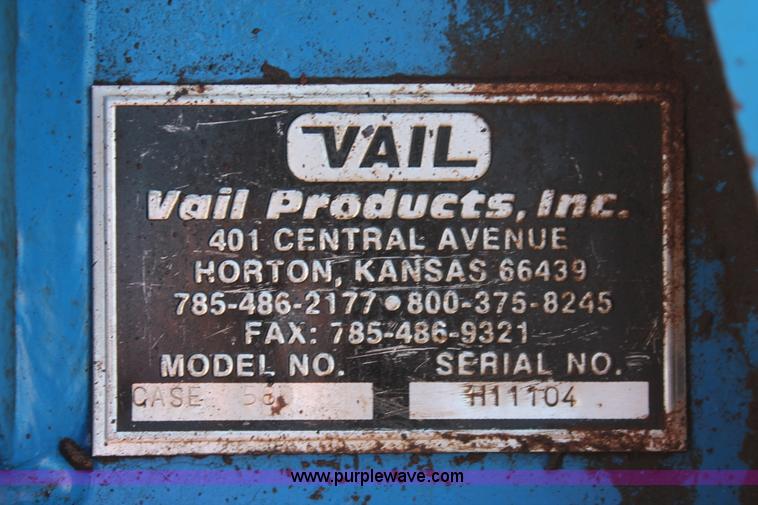 VAIL
Vail Products, Inc.
401 CENTRAL AVENUE
HORTON, KANSAS 66439
785-486-2177 • 800-375-8245
FAX: 785-486-9321
MODEL NO. SERIAL NO.
CASE H11104
www.purplewave.com